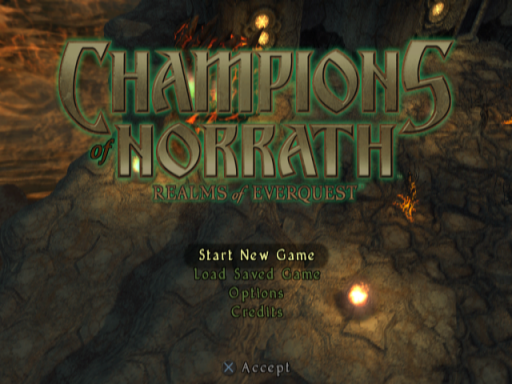 CHAMPIONS
of NORRATH
REALMS of EVERQUEST
Start New Game
Load Saved Game
Options
Credits
Accept